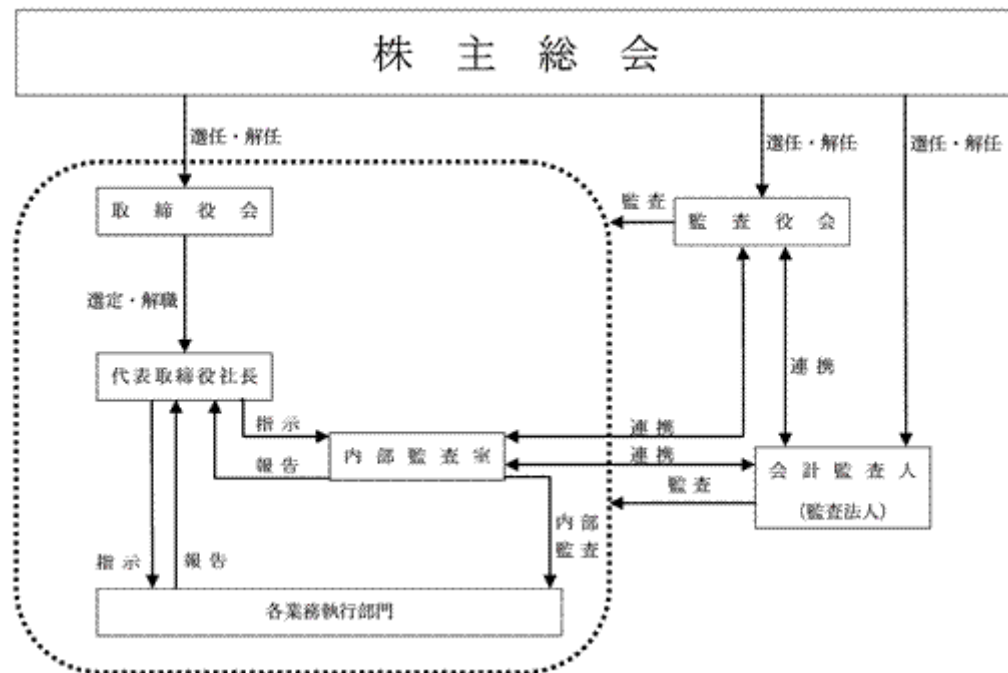 株主総会
選任・解任
選任・解任
選任・解任
取締役会
監査
監査役会
選定・解職
代表取締役社長
連携
指示
連携
内部監査室
報告
連携
会計監査人
監査
(監査法人)
内部
監査
指示
報告
各業務執行部門